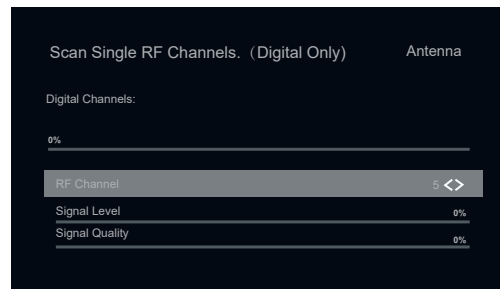 Scan Single RF Channels.（Digital Only) Antenna
Digital Channels:
0%
RF Channel 5 <>
Signal Level 0%
Signal Quality 0%